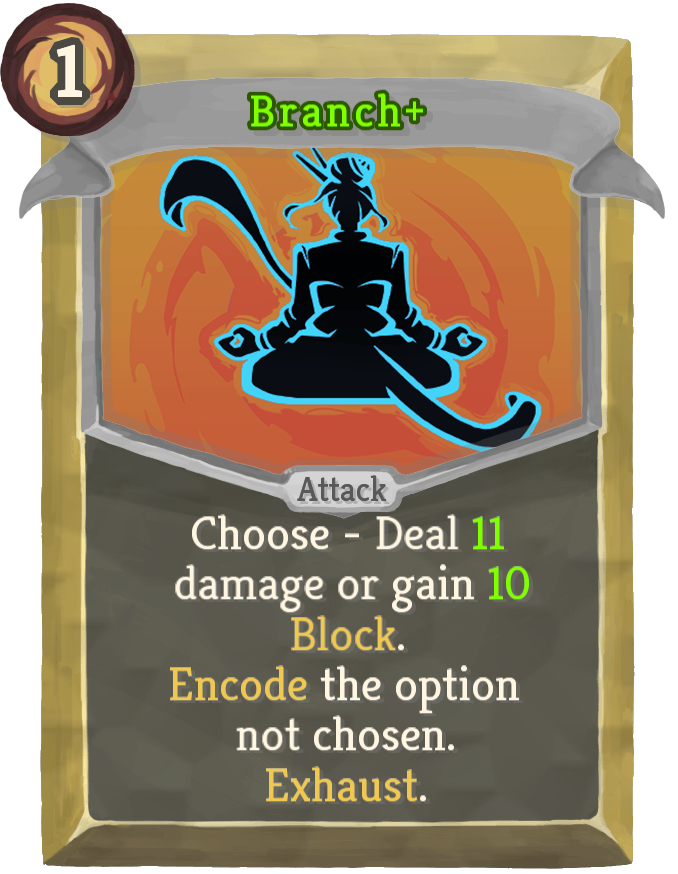 1
Branch+
Attack
Choose - Deal 11
damage or gain 10
Block.
Encode the option
not chosen.
Exhaust.